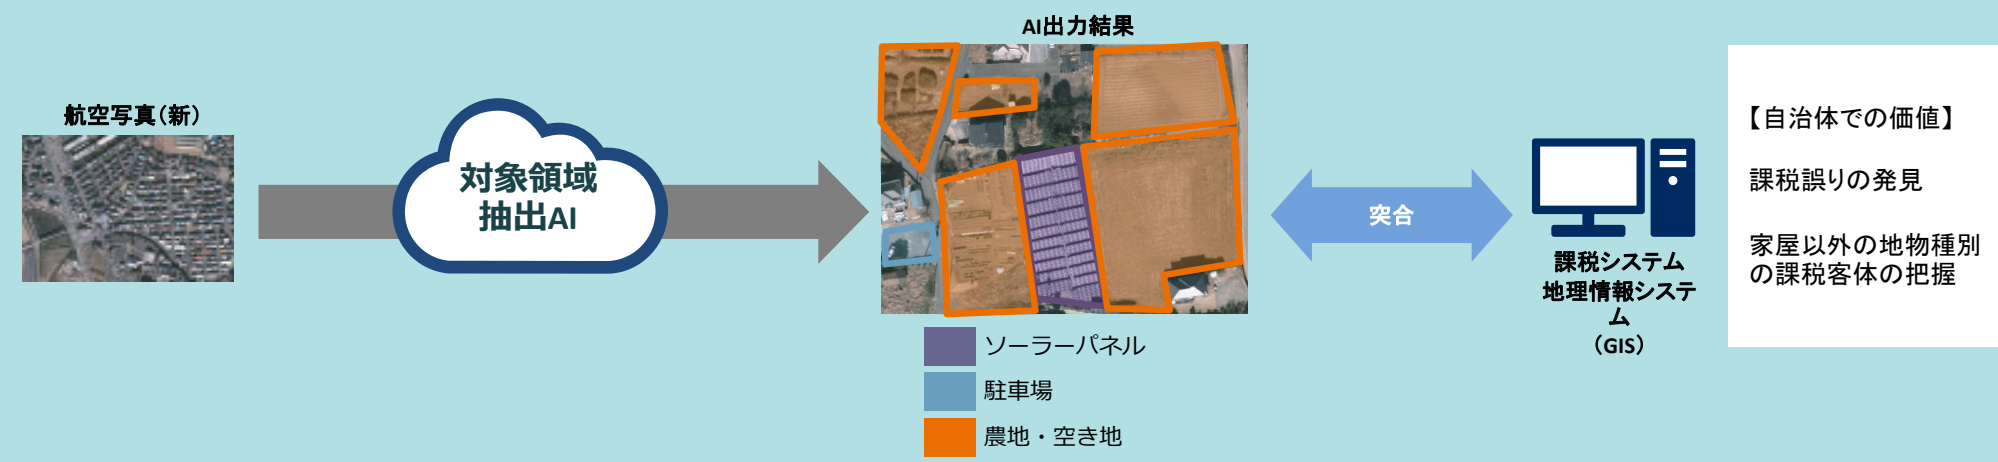 航空写真（新）
対象領域
抽出AI
AI出力結果
ソーラーパネル
駐車場
農地・空き地
突合
課税システム
地理情報システ
ム
（GIS）
【自治体での価値】
課税誤りの発見
家屋以外の地物種別
の課税客体の把握